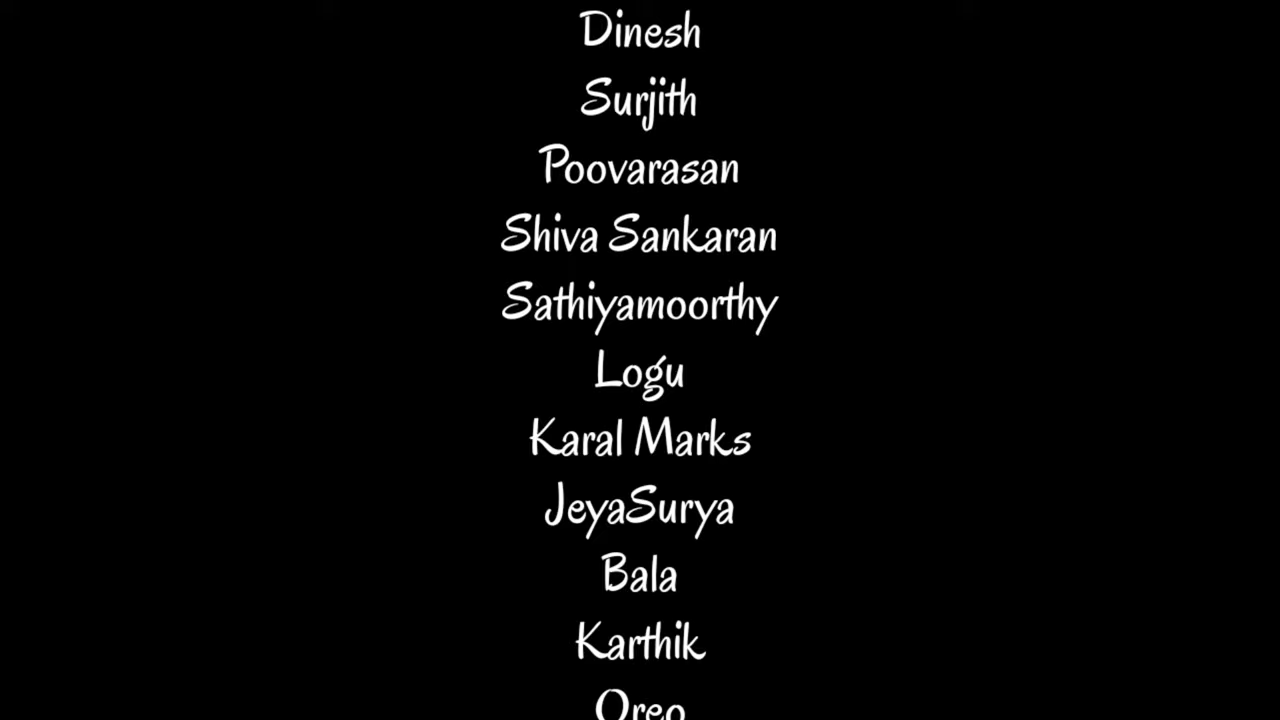 Dinesh
Surjith
Poovarasan
Shiva Sankaran
Sathiyamoorthy
Logu
Karal Marks
JeyaSurya
Bala
Karthik
Oreo